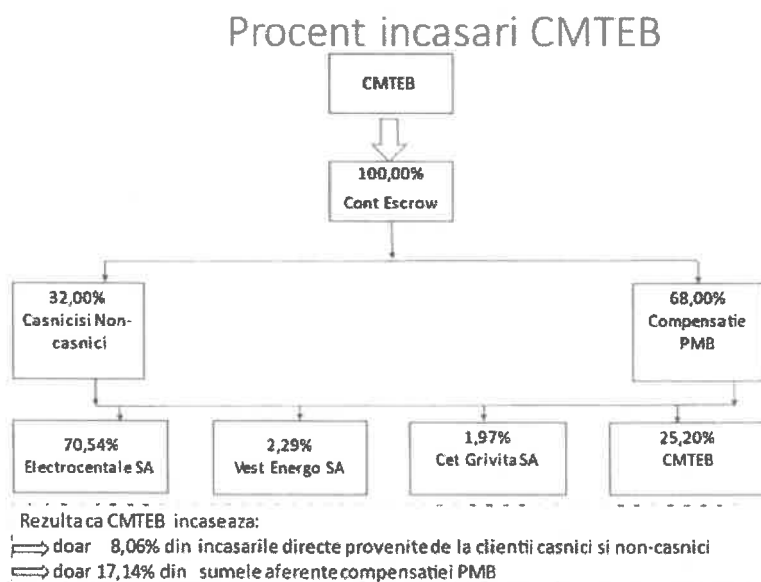 Procent incasari CMTEB
CMTEB
100,00%
Cont Escrow
32,00%
Casnicisi Non-
casnici
68,00%
Compensatie
PMB
70,54%
Electrocentale SA
2,29%
Vest Energo SA
1,97%
Cet Grivita SA
25,20%
CMTEB
Rezulta ca CMTEB incaseaza:
doar 8,06% din incasarile directe provenite de la clientii casnici si non-casnici
doar 17,14% din sumele aferente compensatiei PMB